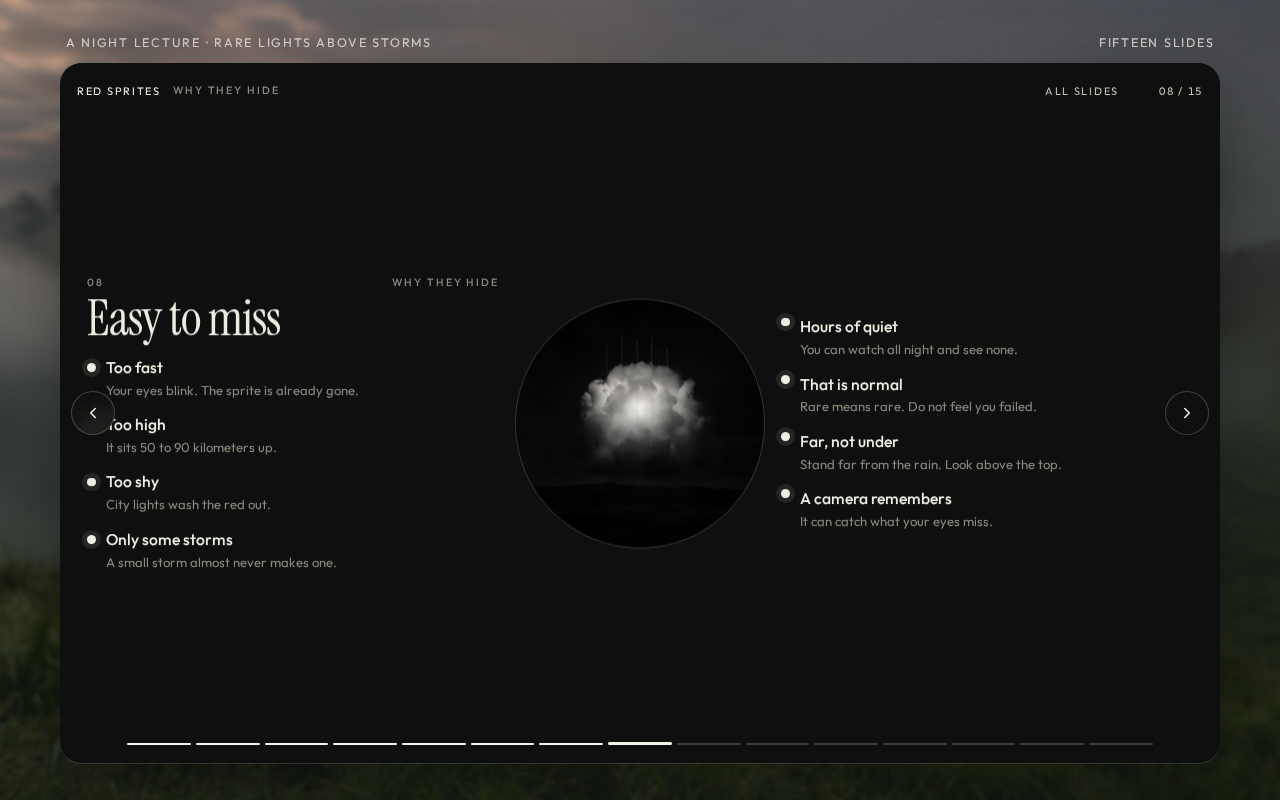 A NIGHT LECTURE · RARE LIGHTS ABOVE STORMS
FIFTEEN SLIDES
RED SPRITES
WHY THEY HIDE
ALL SLIDES
08 / 15
08
WHY THEY HIDE
Easy to miss
Too fast
Your eyes blink. The sprite is already gone.
Too high
It sits 50 to 90 kilometers up.
Too shy
City lights wash the red out.
Only some storms
A small storm almost never makes one.
Hours of quiet
You can watch all night and see none.
That is normal
Rare means rare. Do not feel you failed.
Far, not under
Stand far from the rain. Look above the top.
A camera remembers
It can catch what your eyes miss.